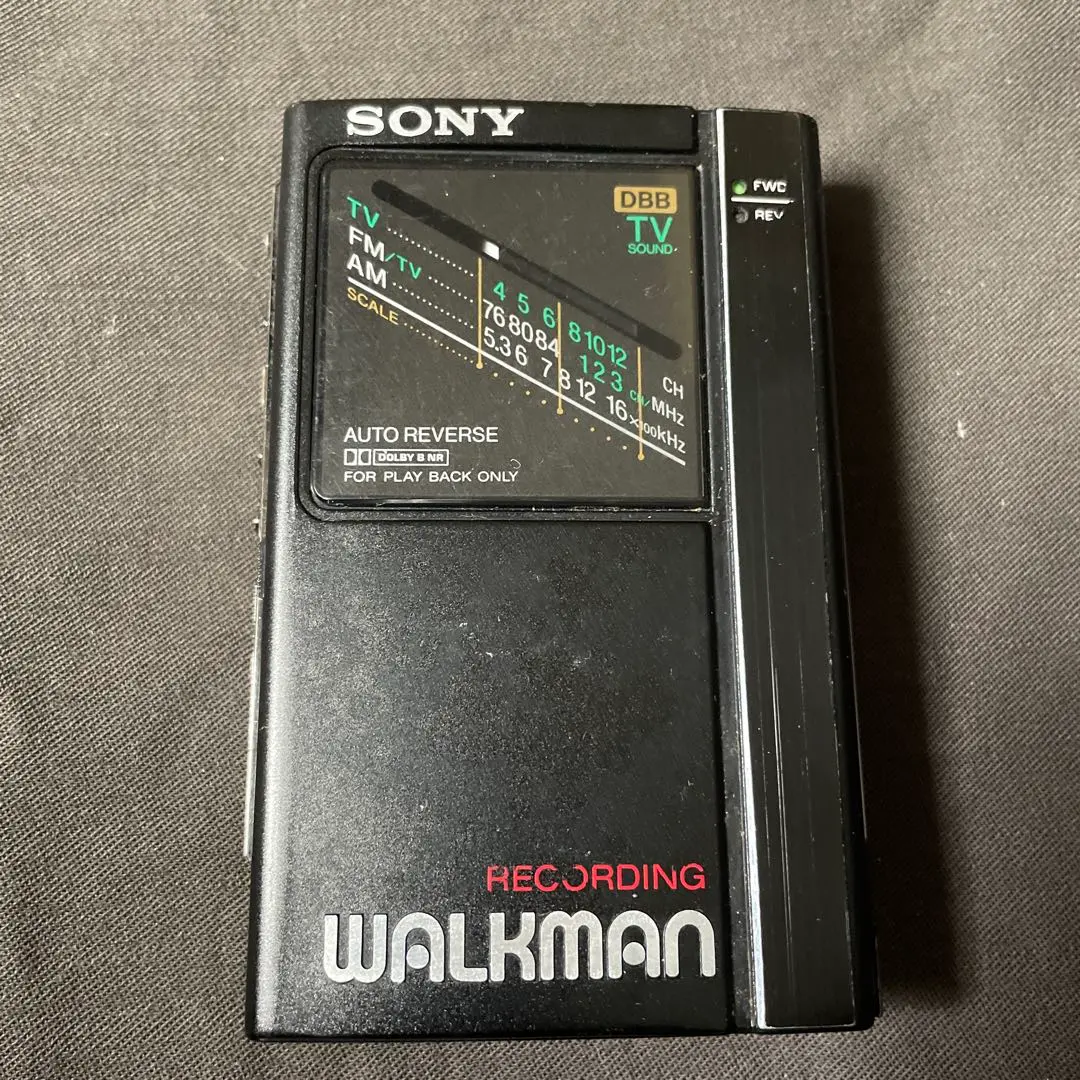 SONY
FWD
REV
DBB
TV
SOUND
TV 4 5 6 8 10 12 CH
FM/TV 76 80 84 1 2 3 CH/MHz
AM 5.3 6 7 8 12 16 ×100kHz
SCALE
AUTO REVERSE
DOLBY B NR
FOR PLAY BACK ONLY
RECORDING
WALKMAN